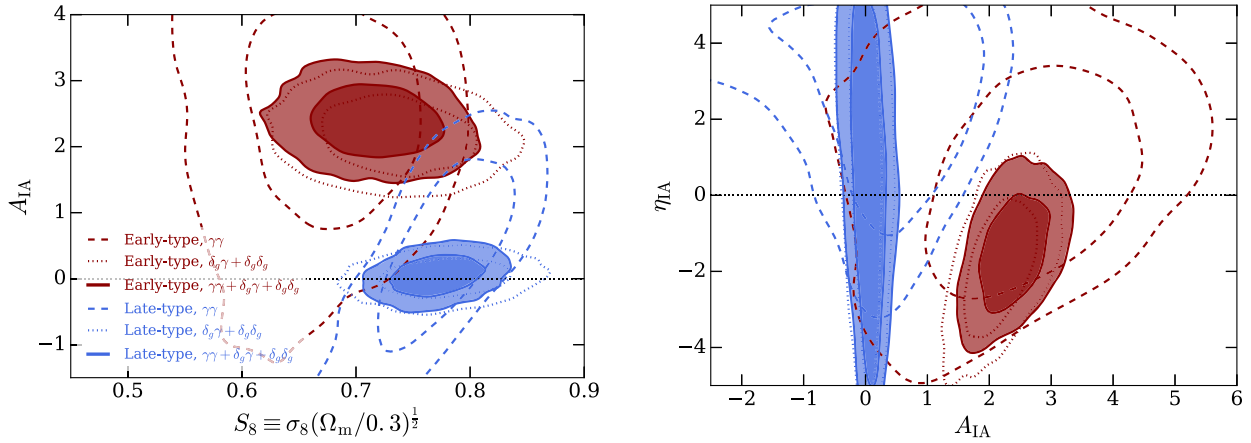 4
3
2
1
0
−1
A_IA
Early-type, γγ
Early-type, δ_gγ + δ_gδ_g
Early-type, γγ + δ_gγ + δ_gδ_g
Late-type, γγ
Late-type, δ_gγ + δ_gδ_g
Late-type, γγ + δ_gγ + δ_gδ_g
0.5 0.6 0.7 0.8 0.9
S_8 ≡ σ_8(Ω_m/0.3)^{1/2}
4
2
0
−2
−4
η_IA
−2 −1 0 1 2 3 4 5 6
A_IA